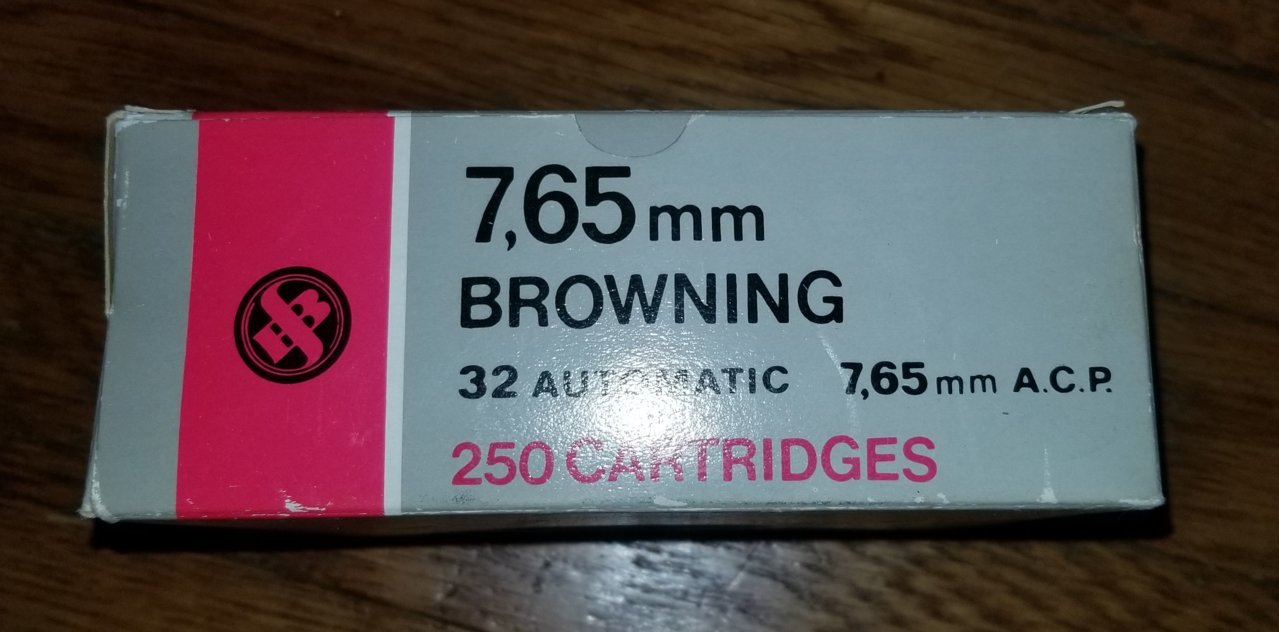 7,65mm
BROWNING
32 AUTOMATIC 7,65mm A.C.P.
250 CARTRIDGES